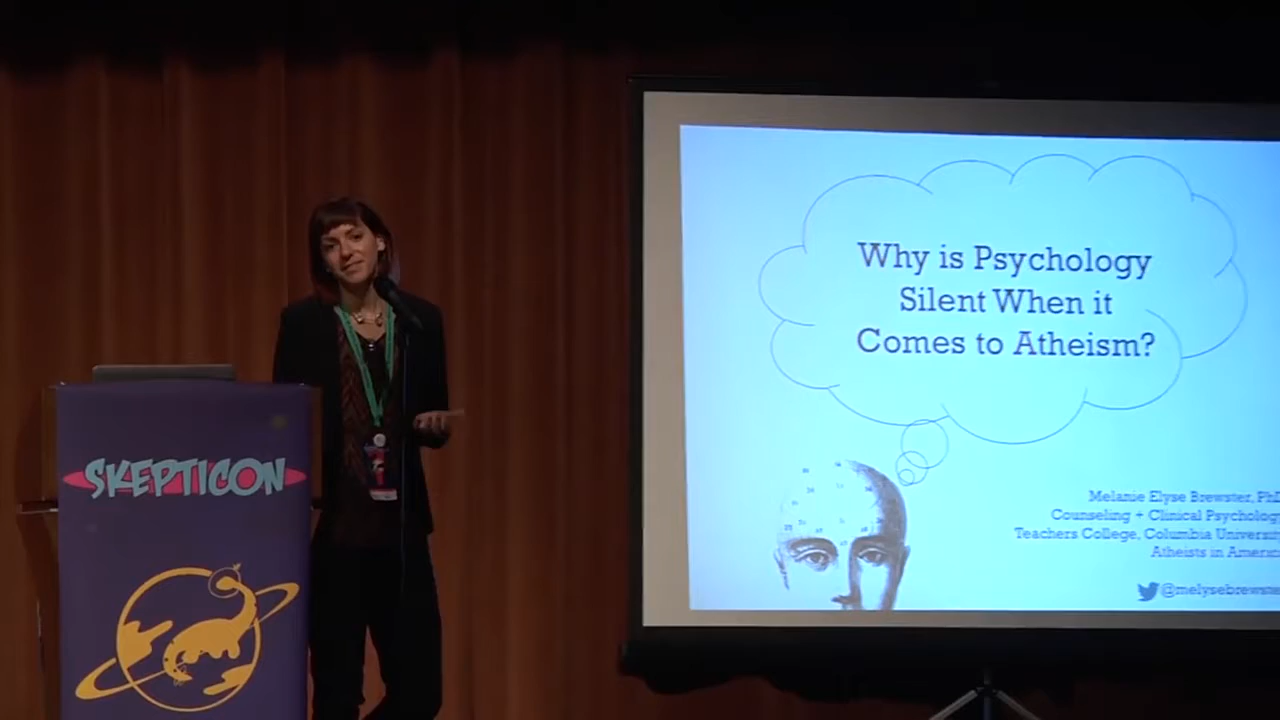 SKEPTICON
Why is Psychology
Silent When it
Comes to Atheism?
Melanie Elyse Brewster, PhD
Counseling + Clinical Psycholog
Teachers College, Columbia Universit
Atheists in Americ
@melysebrewste